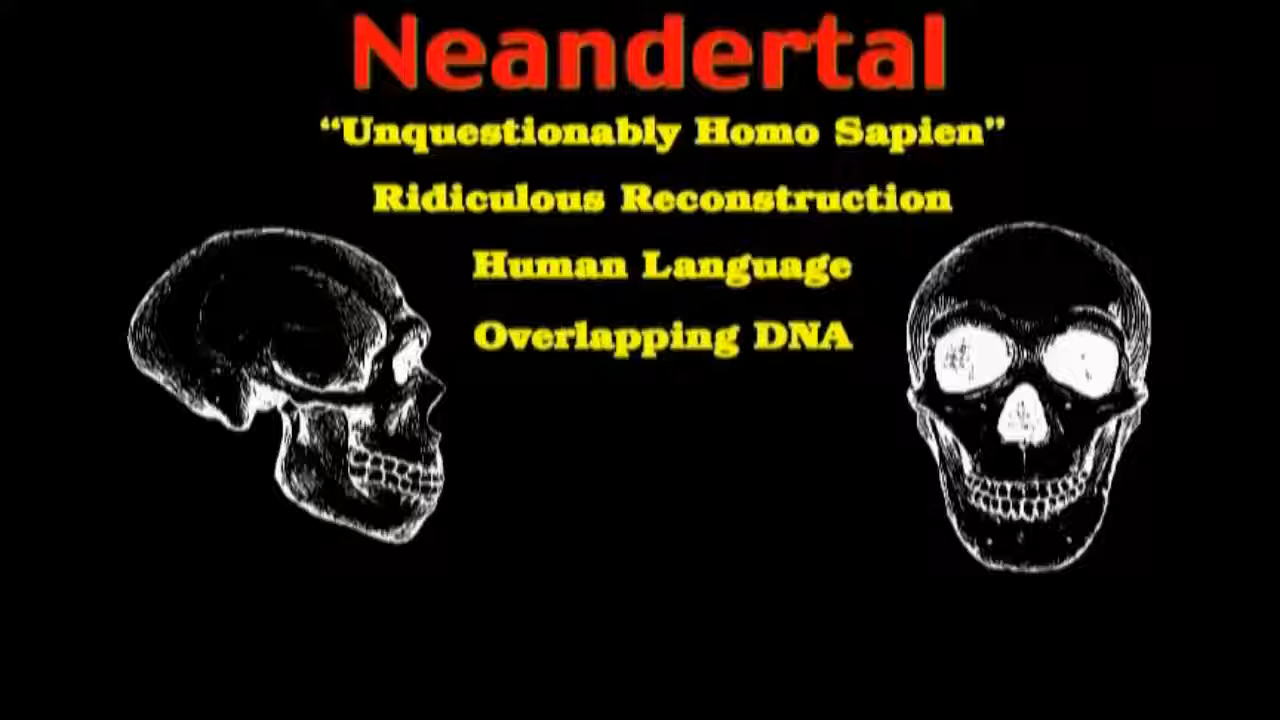 Neandertal
“Unquestionably Homo Sapien”
Ridiculous Reconstruction
Human Language
Overlapping DNA